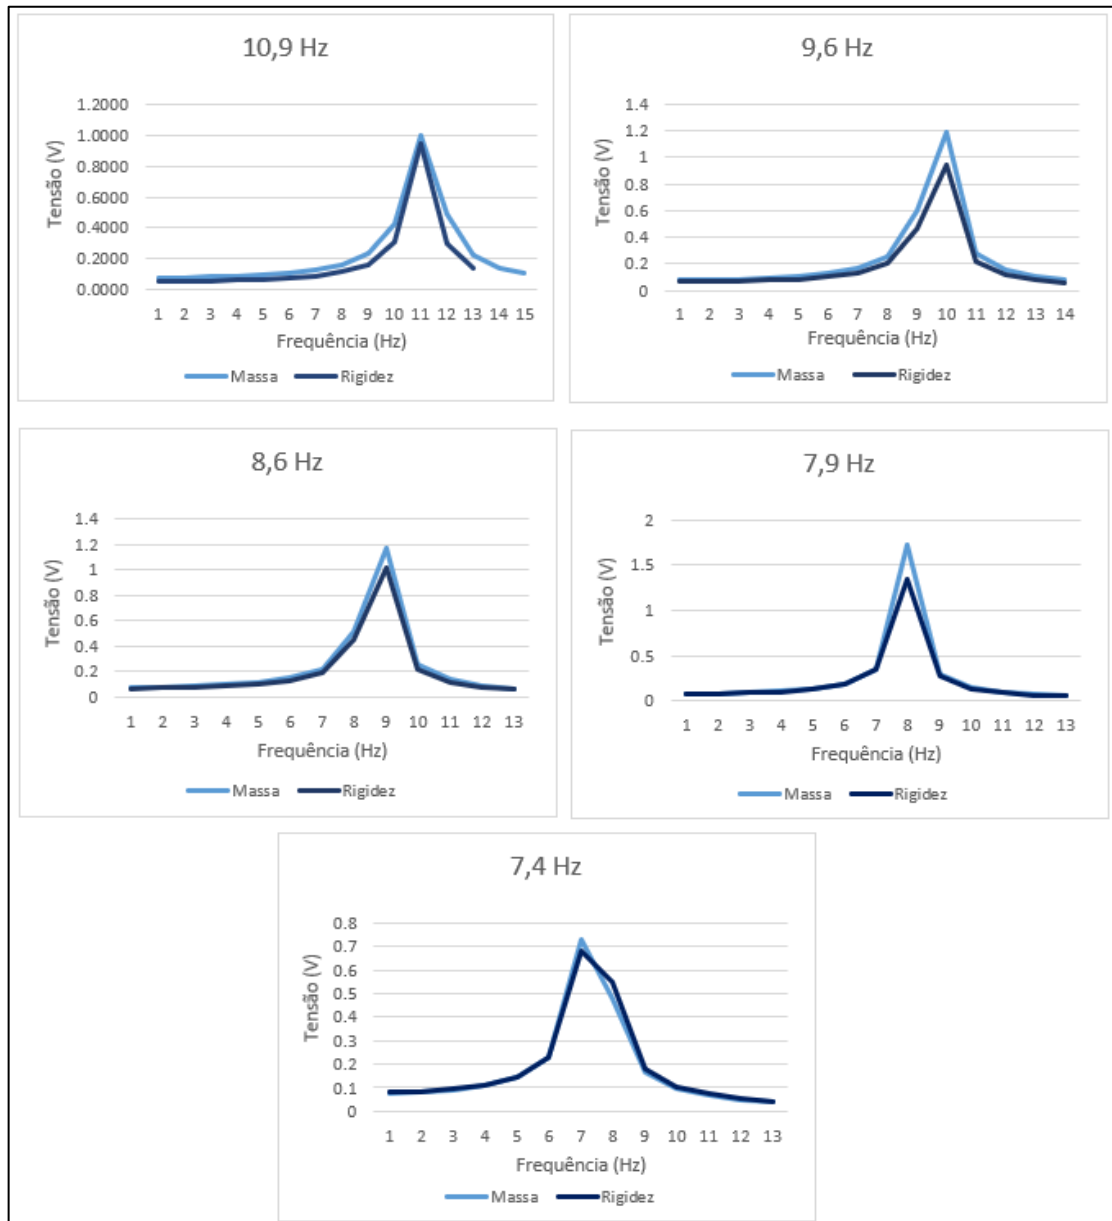 10,9 Hz
Tensão (V)
1.2000
1.0000
0.8000
0.6000
0.4000
0.2000
0.0000
1 2 3 4 5 6 7 8 9 10 11 12 13 14 15
Frequência (Hz)
Massa Rigidez
9,6 Hz
Tensão (V)
1.4
1.2
1
0.8
0.6
0.4
0.2
0
1 2 3 4 5 6 7 8 9 10 11 12 13 14
Frequência (Hz)
Massa Rigidez
8,6 Hz
Tensão (V)
1.4
1.2
1
0.8
0.6
0.4
0.2
0
1 2 3 4 5 6 7 8 9 10 11 12 13
Frequência (Hz)
Massa Rigidez
7,9 Hz
Tensão (V)
2
1.5
1
0.5
0
1 2 3 4 5 6 7 8 9 10 11 12 13
Frequência (Hz)
Massa Rigidez
7,4 Hz
Tensão (V)
0.8
0.7
0.6
0.5
0.4
0.3
0.2
0.1
0
1 2 3 4 5 6 7 8 9 10 11 12 13
Frequência (Hz)
Massa Rigidez